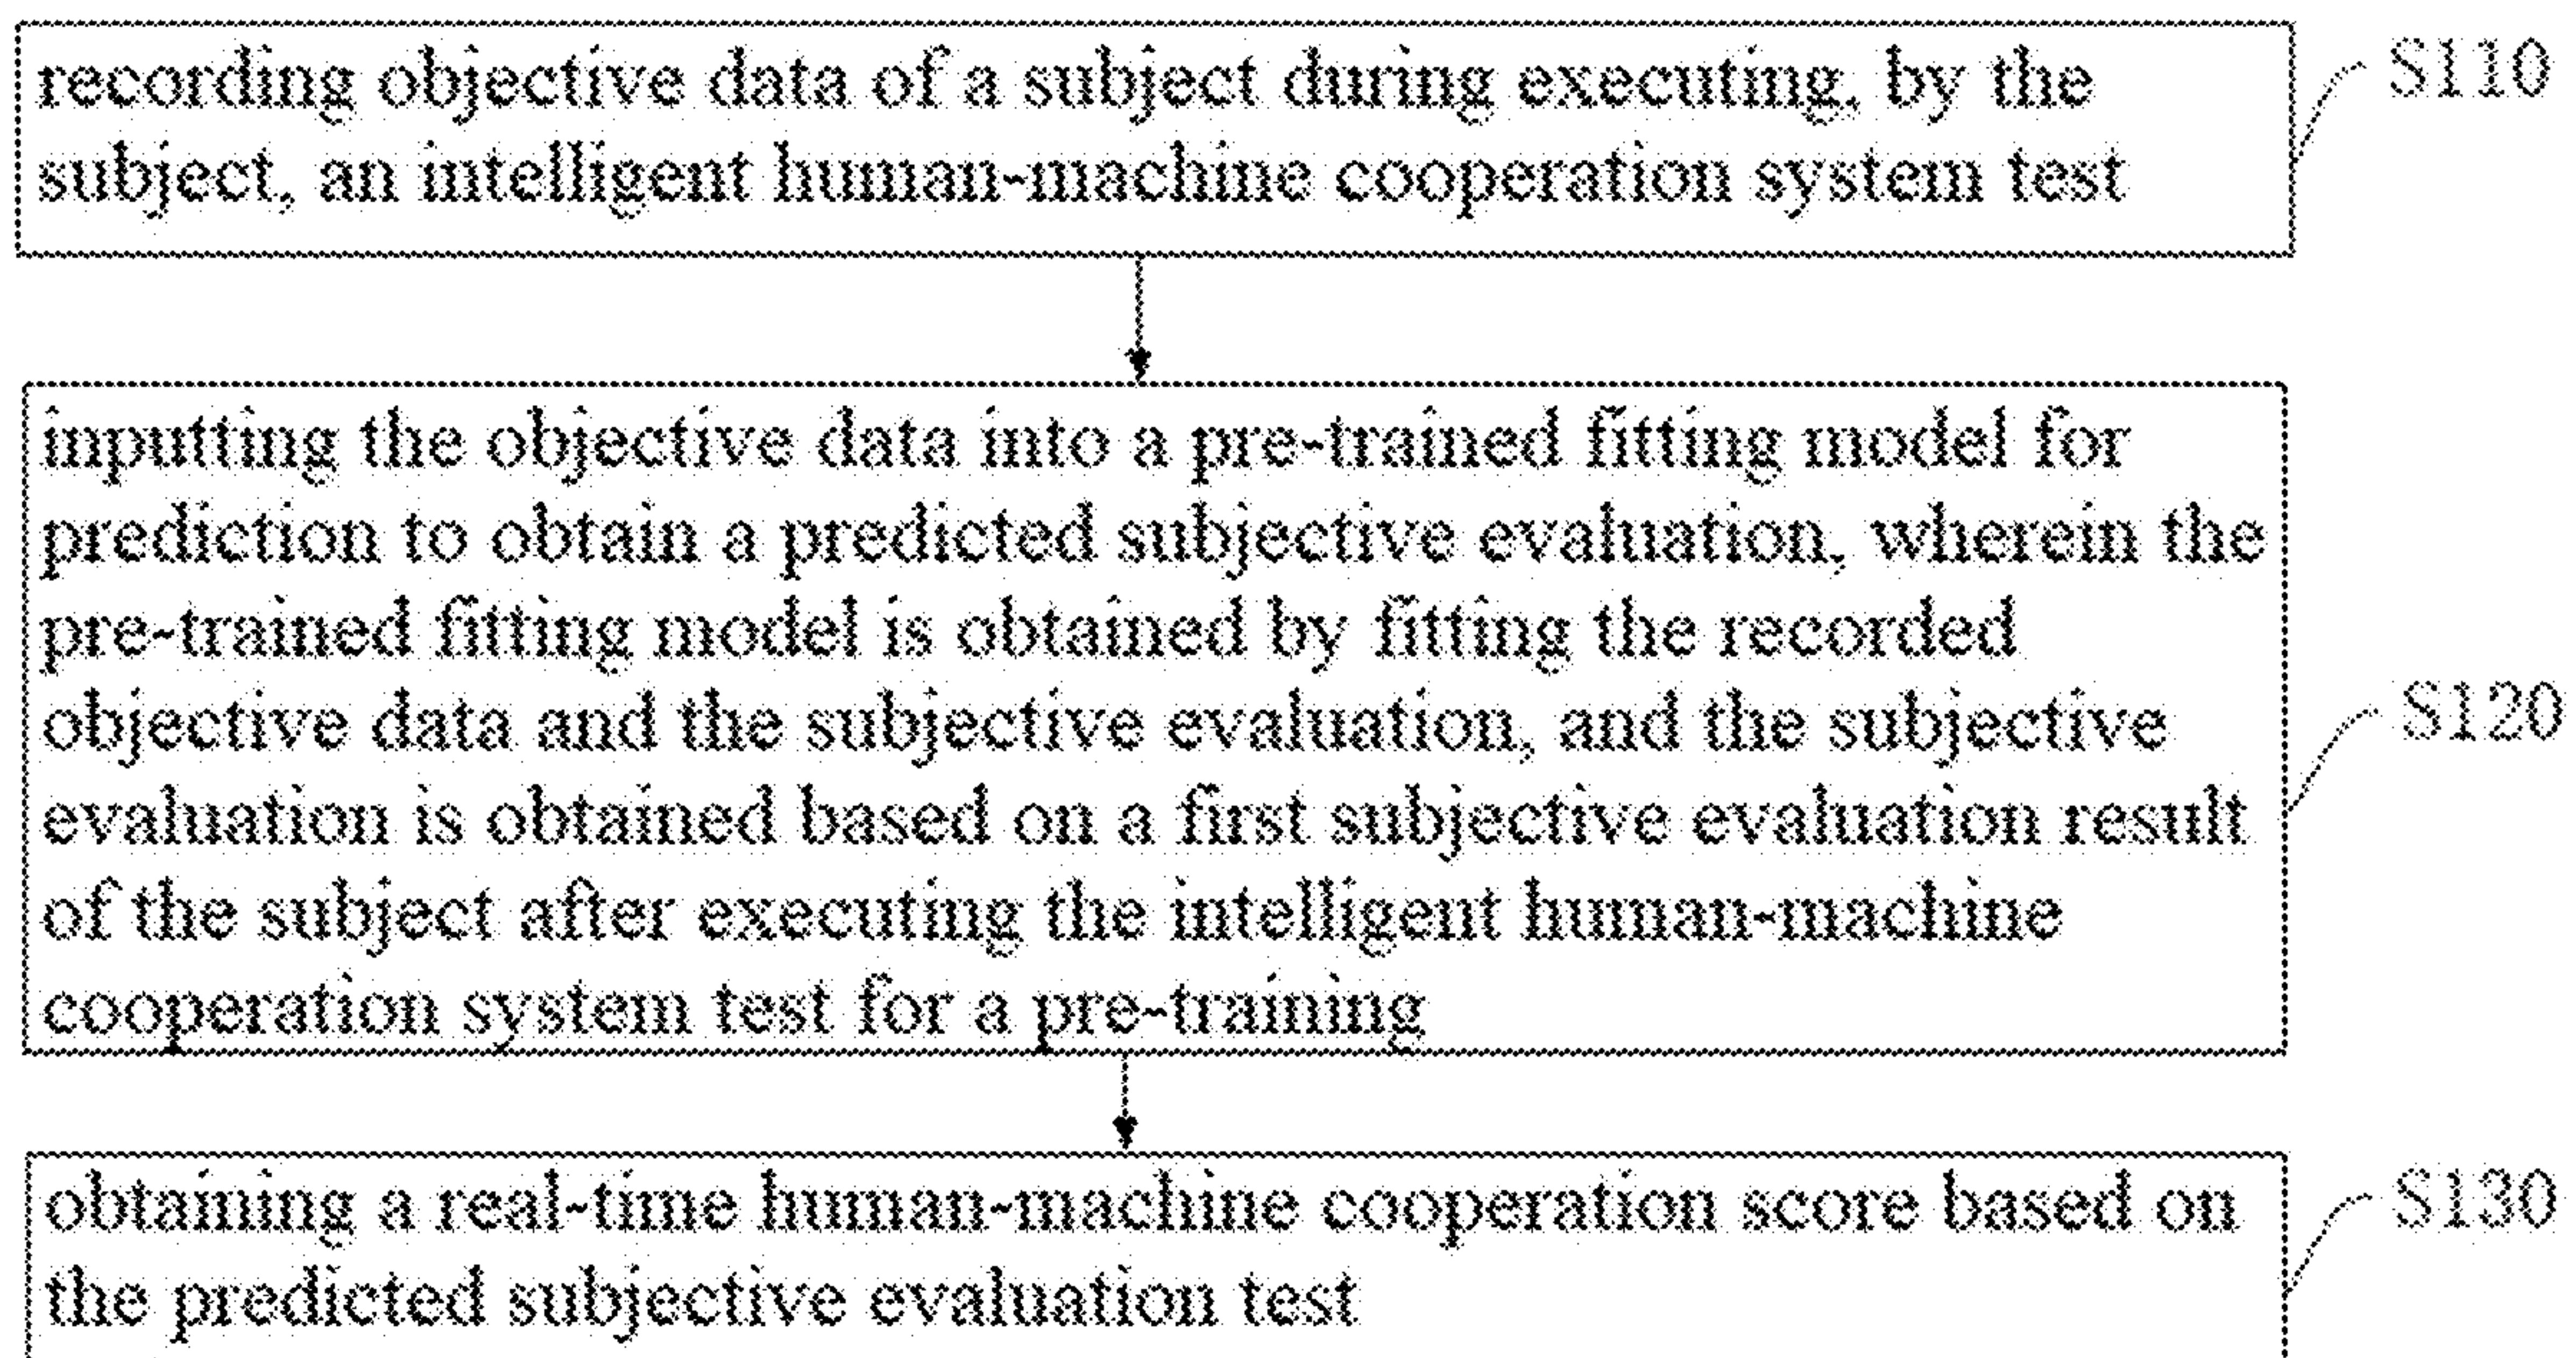 recording objective data of a subject during executing, by the
subject, an intelligent human-machine cooperation system test
S110
inputting the objective data into a pre-trained fitting model for
prediction to obtain a predicted subjective evaluation, wherein the
pre-trained fitting model is obtained by fitting the recorded
objective data and the subjective evaluation, and the subjective
evaluation is obtained based on a first subjective evaluation result
of the subject after executing the intelligent human-machine
cooperation system test for a pre-training
S120
obtaining a real-time human-machine cooperation score based on
the predicted subjective evaluation test
S130